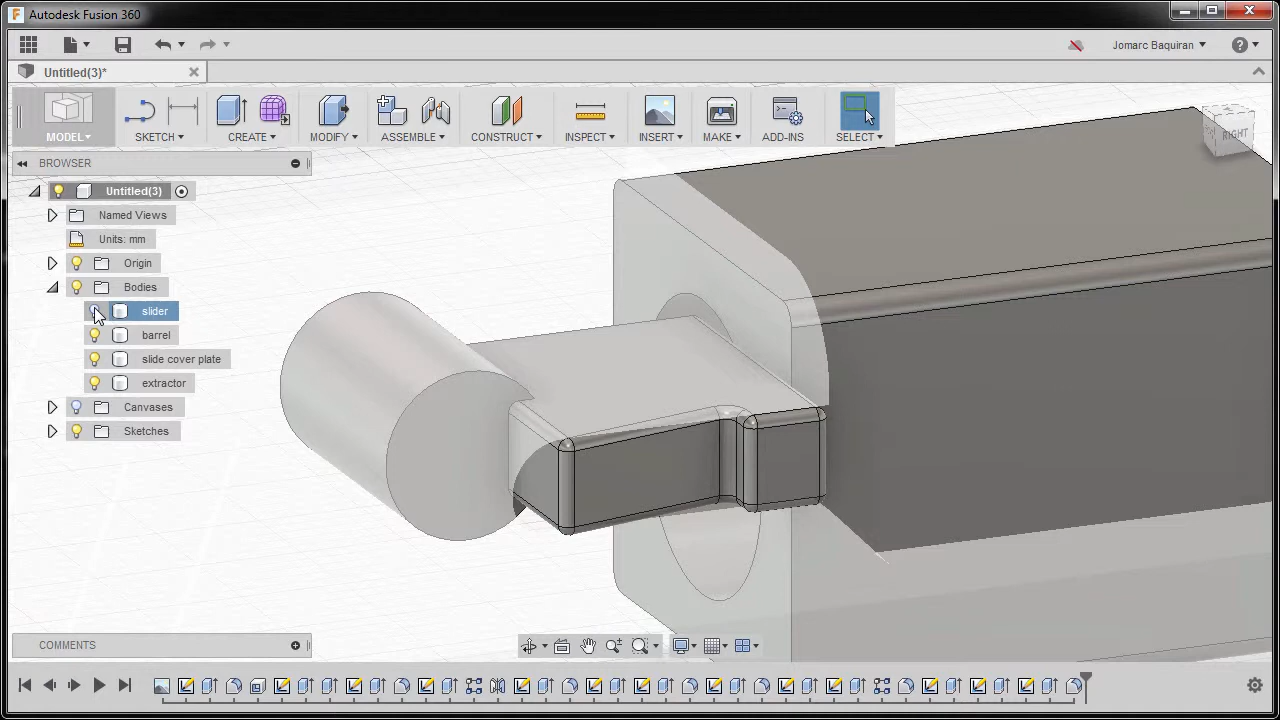 Autodesk Fusion 360
Jomarc Baquiran
Untitled(3)*
MODEL
SKETCH
CREATE
MODIFY
ASSEMBLE
CONSTRUCT
INSPECT
INSERT
MAKE
ADD-INS
SELECT
BROWSER
Untitled(3)
Named Views
Units: mm
Origin
Bodies
slider
barrel
slide cover plate
extractor
Canvases
Sketches
RIGHT
COMMENTS